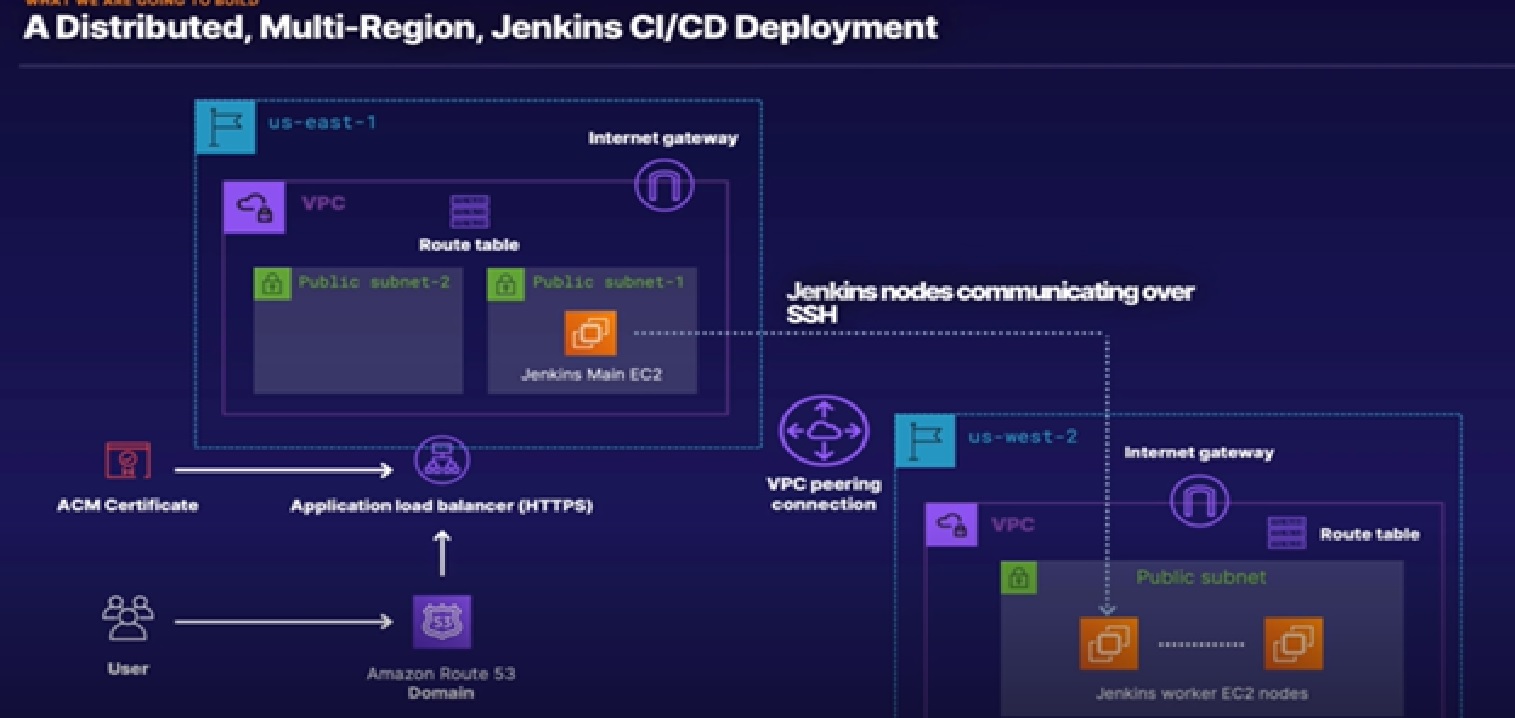 WHAT WE ARE GOING TO BUILD
A Distributed, Multi-Region, Jenkins CI/CD Deployment
us-east-1
Internet gateway
VPC
Route table
Public subnet-2
Public subnet-1
Jenkins Main EC2
Jenkins nodes communicating over
SSH
ACM Certificate
Application load balancer (HTTPS)
VPC peering
connection
us-west-2
Internet gateway
VPC
Route table
Public subnet
User
53
Amazon Route 53
Domain
Jenkins worker EC2 nodes